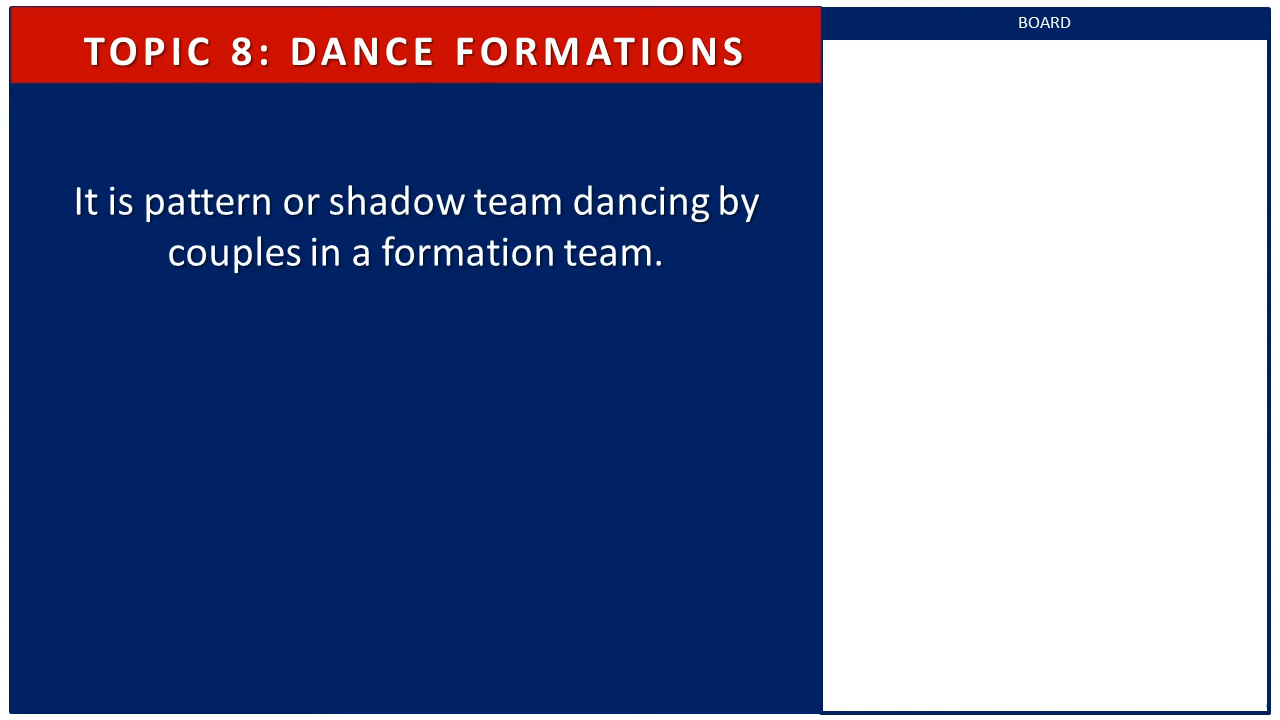 TOPIC 8: DANCE FORMATIONS
BOARD
It is pattern or shadow team dancing by
couples in a formation team.